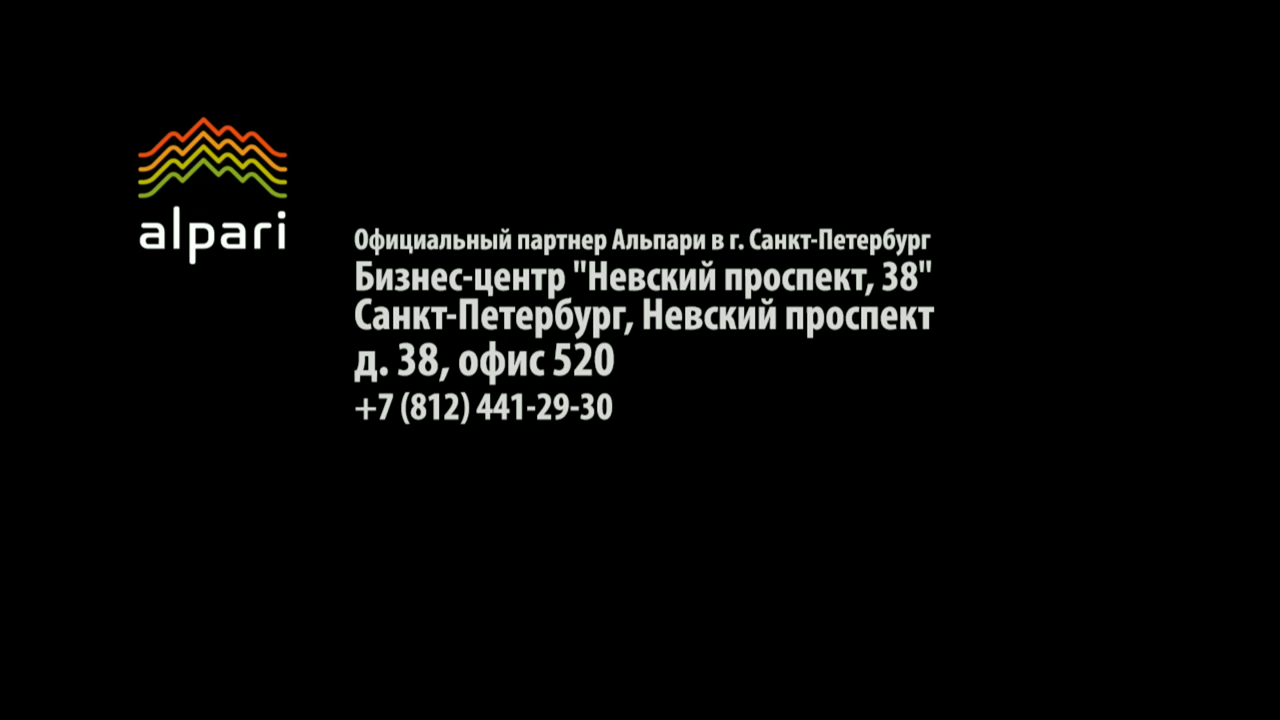 alpari
Официальный партнер Альпари в г. Санкт-Петербург
Бизнес-центр "Невский проспект, 38"
Санкт-Петербург, Невский проспект
д. 38, офис 520
+7 (812) 441-29-30